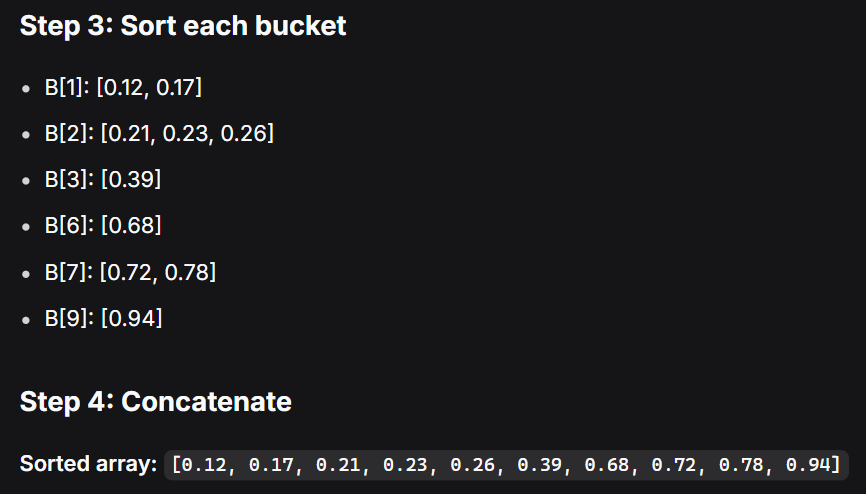 Step 3: Sort each bucket
• B[1]: [0.12, 0.17]
• B[2]: [0.21, 0.23, 0.26]
• B[3]: [0.39]
• B[6]: [0.68]
• B[7]: [0.72, 0.78]
• B[9]: [0.94]
Step 4: Concatenate
Sorted array: [0.12, 0.17, 0.21, 0.23, 0.26, 0.39, 0.68, 0.72, 0.78, 0.94]